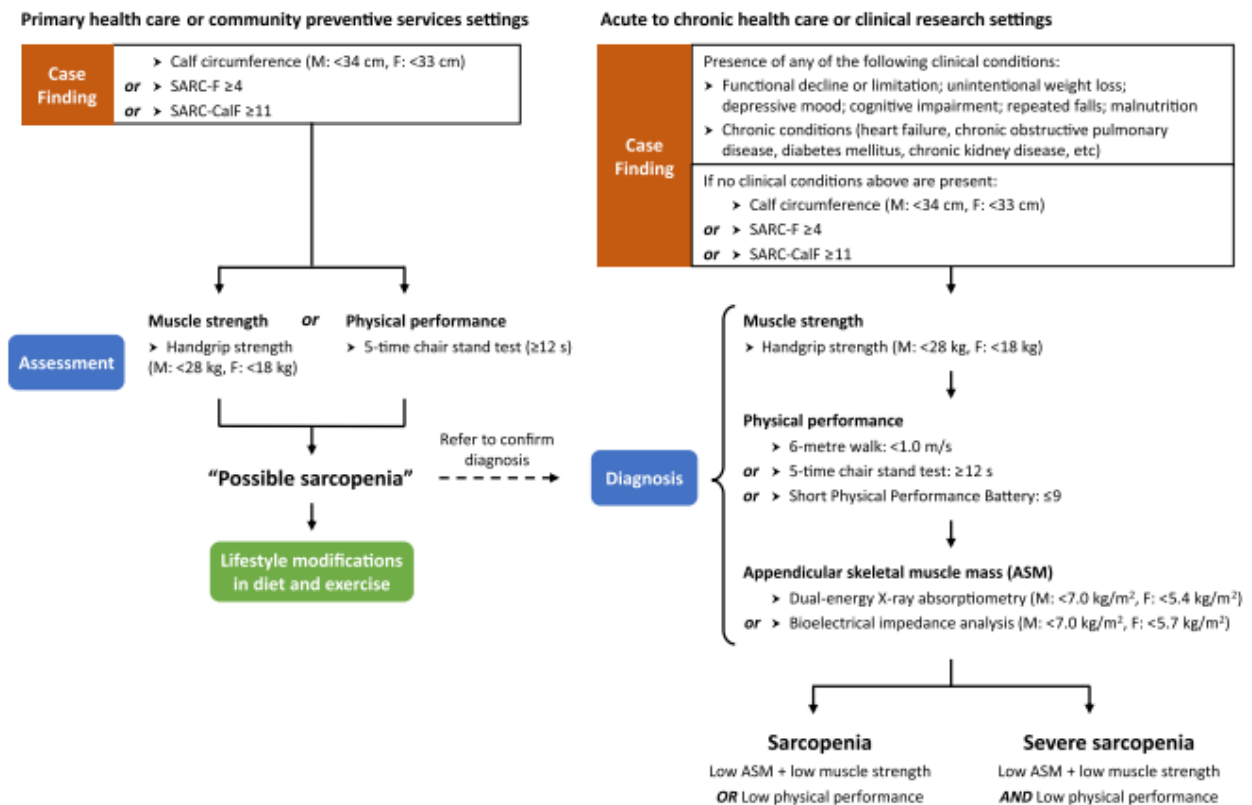 Primary health care or community preventive services settings
Case
Finding
➤ Calf circumference (M: <34 cm, F: <33 cm)
or ➤ SARC-F ≥4
or ➤ SARC-CalF ≥11
Muscle strength or Physical performance
➤ Handgrip strength
(M: <28 kg, F: <18 kg)
➤ 5-time chair stand test (≥12 s)
Assessment
"Possible sarcopenia"
Refer to confirm
diagnosis
Lifestyle modifications
in diet and exercise
Acute to chronic health care or clinical research settings
Case
Finding
Presence of any of the following clinical conditions:
➤ Functional decline or limitation; unintentional weight loss;
depressive mood; cognitive impairment; repeated falls; malnutrition
➤ Chronic conditions (heart failure, chronic obstructive pulmonary
disease, diabetes mellitus, chronic kidney disease, etc)
If no clinical conditions above are present:
➤ Calf circumference (M: <34 cm, F: <33 cm)
or ➤ SARC-F ≥4
or ➤ SARC-CalF ≥11
Diagnosis
Muscle strength
➤ Handgrip strength (M: <28 kg, F: <18 kg)
Physical performance
➤ 6-metre walk: <1.0 m/s
or ➤ 5-time chair stand test: ≥12 s
or ➤ Short Physical Performance Battery: ≤9
Appendicular skeletal muscle mass (ASM)
➤ Dual-energy X-ray absorptiometry (M: <7.0 kg/m², F: <5.4 kg/m²)
or ➤ Bioelectrical impedance analysis (M: <7.0 kg/m², F: <5.7 kg/m²)
Sarcopenia
Low ASM + low muscle strength
OR Low physical performance
Severe sarcopenia
Low ASM + low muscle strength
AND Low physical performance